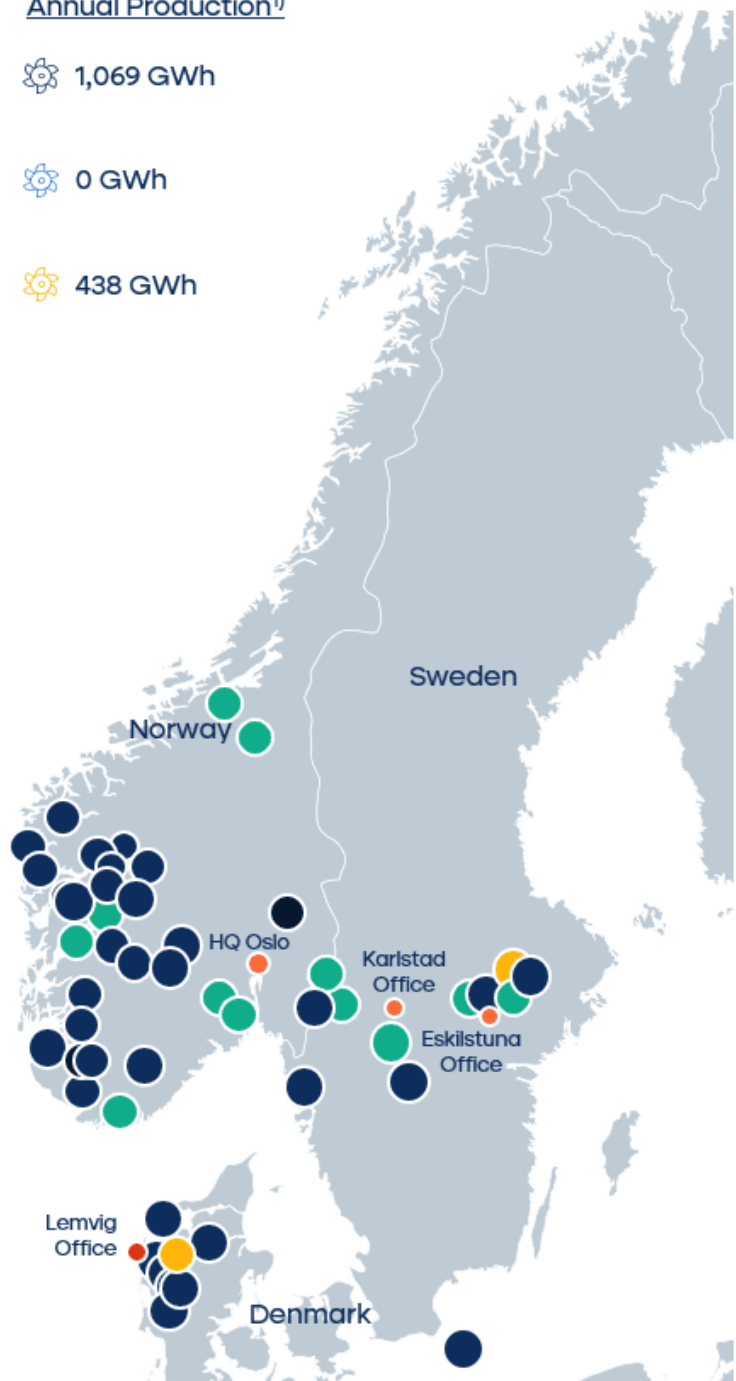 Annual Production¹⁾
1,069 GWh
0 GWh
438 GWh
Sweden
Norway
HQ Oslo
Karlstad
Office
Eskilstuna
Office
Lemvig
Office
Denmark